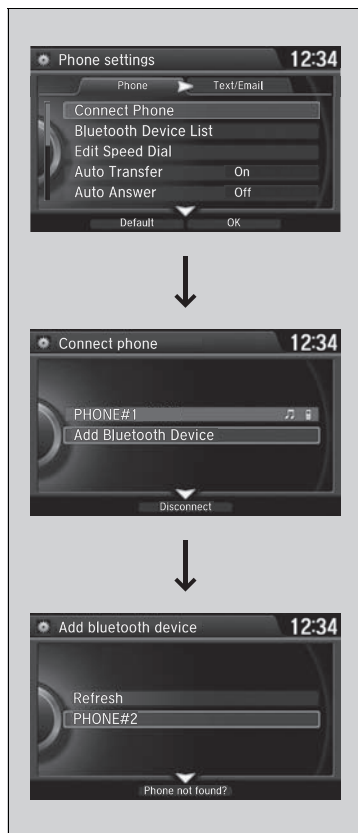 Phone settings 12:34
Phone Text/Email
Connect Phone
Bluetooth Device List
Edit Speed Dial
Auto Transfer On
Auto Answer Off
Default OK
Connect phone 12:34
PHONE#1
Add Bluetooth Device
Disconnect
Add bluetooth device 12:34
Refresh
PHONE#2
Phone not found?